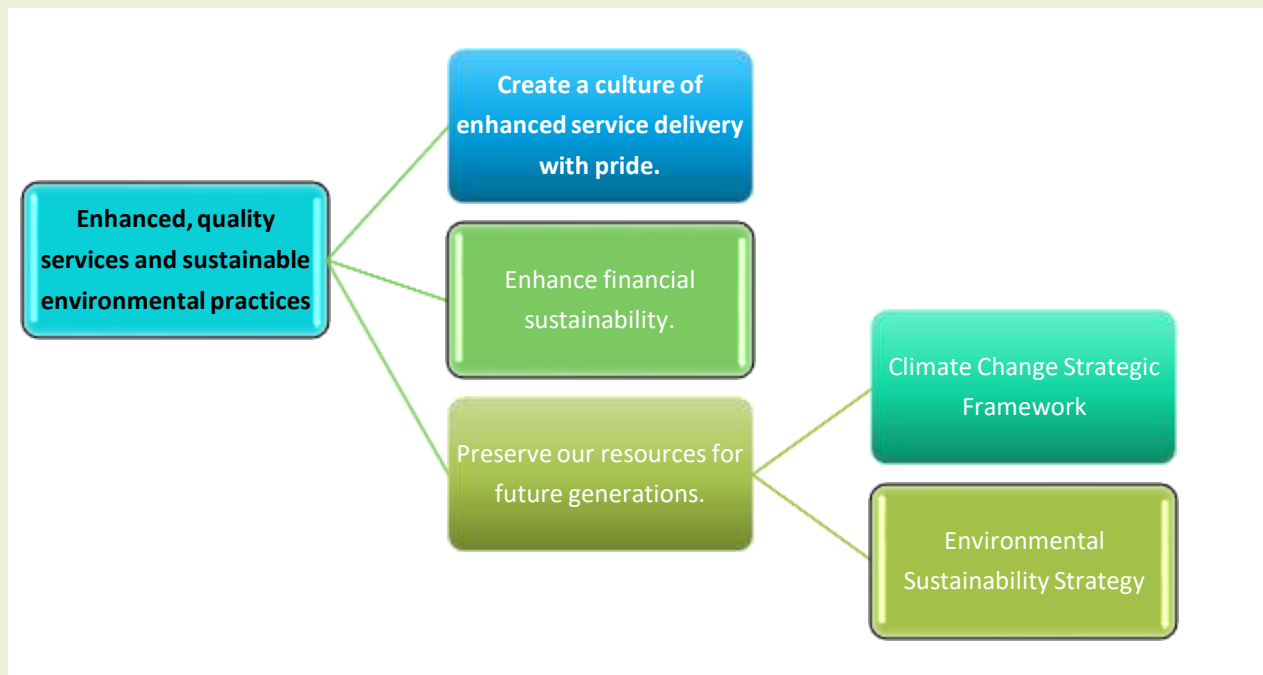 Enhanced, quality
services and sustainable
environmental practices
Create a culture of
enhanced service delivery
with pride.
Enhance financial
sustainability.
Preserve our resources for
future generations.
Climate Change Strategic
Framework
Environmental
Sustainability Strategy